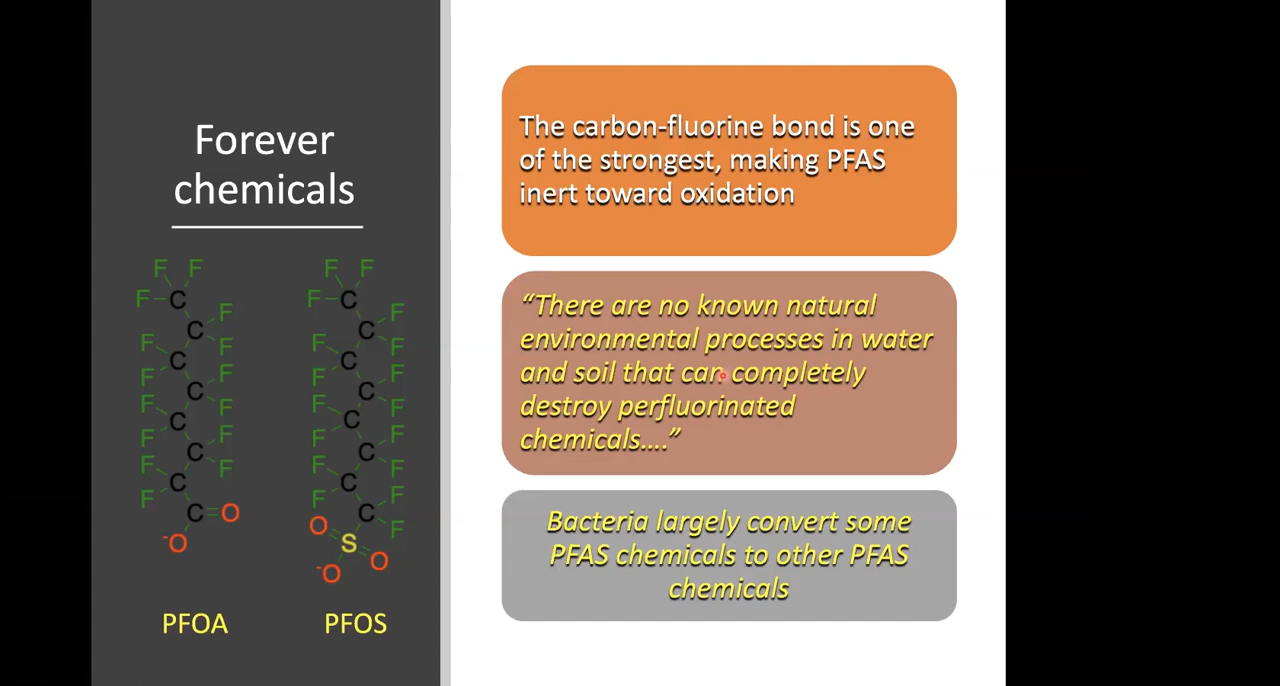 Forever
chemicals
F F
F C F
C
F F
C
F F
C
F F
C
F F
C
F F
C
F C O
-O
PFOA
F F
F C F
C
F F
C
F F
C
F F
C
F F
C
F F
C
F C F
O S O
-O
PFOS
The carbon-fluorine bond is one
of the strongest, making PFAS
inert toward oxidation
“There are no known natural
environmental processes in water
and soil that can completely
destroy perfluorinated
chemicals....”
Bacteria largely convert some
PFAS chemicals to other PFAS
chemicals